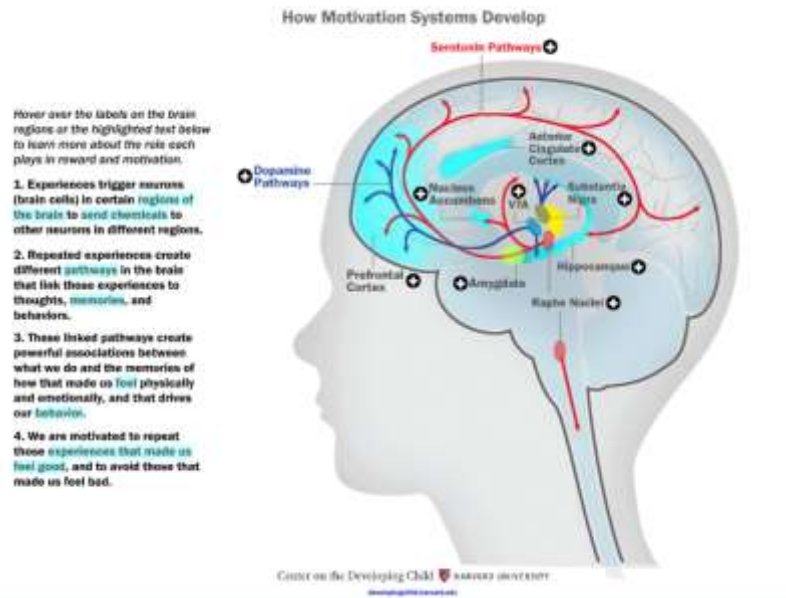 How Motivation Systems Develop
Serotonin Pathways
Hover over the labels on the brain
regions or the highlighted text below
to learn more about the role each
plays in reward and motivation.
1. Experiences trigger neurons
(brain cells) in certain regions of
the brain to send chemicals to
other neurons in different regions.
2. Repeated experiences create
different pathways in the brain
that link those experiences to
thoughts, memories, and
behaviors.
3. These linked pathways create
powerful associations between
what we do and the memories of
how that made us feel physically
and emotionally, and that drives
our behavior.
4. We are motivated to repeat
those experiences that made us
feel good, and to avoid those that
made us feel bad.
Dopamine
Pathways
Anterior
Cingulate
Cortex
Nucleus
Accumbens
VTA
Substantia
Nigra
Prefrontal
Cortex
Amygdala
Hippocampus
Raphe Nuclei
Center on the Developing Child HARVARD UNIVERSITY